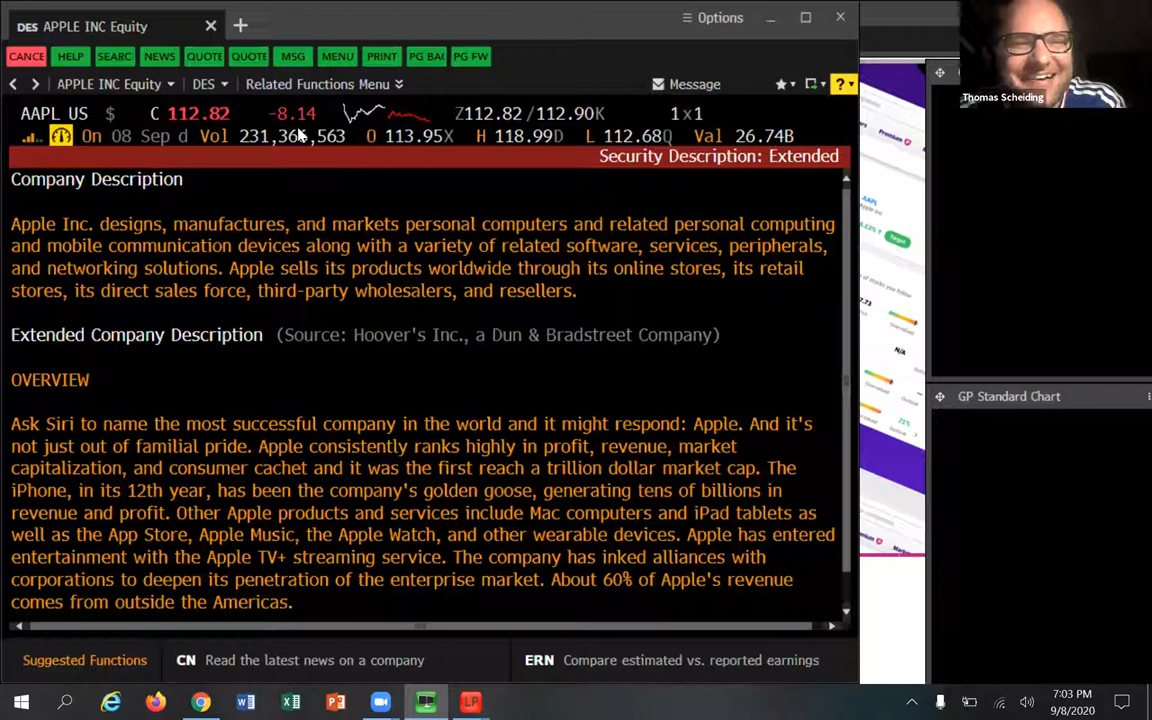 DES APPLE INC Equity
Options
CANCE HELP SEARC NEWS QUOTE QUOTE MSG MENU PRINT PG BAC PG FW
APPLE INC Equity DES Related Functions Menu Message ?
AAPL US $ C 112.82 -8.14 Z112.82/112.90K 1x1
On 08 Sep d Vol O 113.95X H 118.99D L 112.68Q Val 26.74B
Security Description: Extended
Company Description
Apple Inc. designs, manufactures, and markets personal computers and related personal computing
and mobile communication devices along with a variety of related software, services, peripherals,
and networking solutions. Apple sells its products worldwide through its online stores, its retail
stores, its direct sales force, third-party wholesalers, and resellers.
Extended Company Description (Source: Hoover's Inc., a Dun & Bradstreet Company)
OVERVIEW
Ask Siri to name the most successful company in the world and it might respond: Apple. And it's
not just out of familial pride. Apple consistently ranks highly in profit, revenue, market
capitalization, and consumer cachet and it was the first reach a trillion dollar market cap. The
iPhone, in its 12th year, has been the company's golden goose, generating tens of billions in
revenue and profit. Other Apple products and services include Mac computers and iPad tablets as
well as the App Store, Apple Music, the Apple Watch, and other wearable devices. Apple has entered
entertainment with the Apple TV+ streaming service. The company has inked alliances with
corporations to deepen its penetration of the enterprise market. About 60% of Apple's revenue
comes from outside the Americas.
Suggested Functions CN Read the latest news on a company ERN Compare estimated vs. reported earnings
Thomas Scheiding
Premium
AAPL
Apple Inc
Target
of stocks you follow
N/A
GP Standard Chart
7:03 PM
9/8/2020